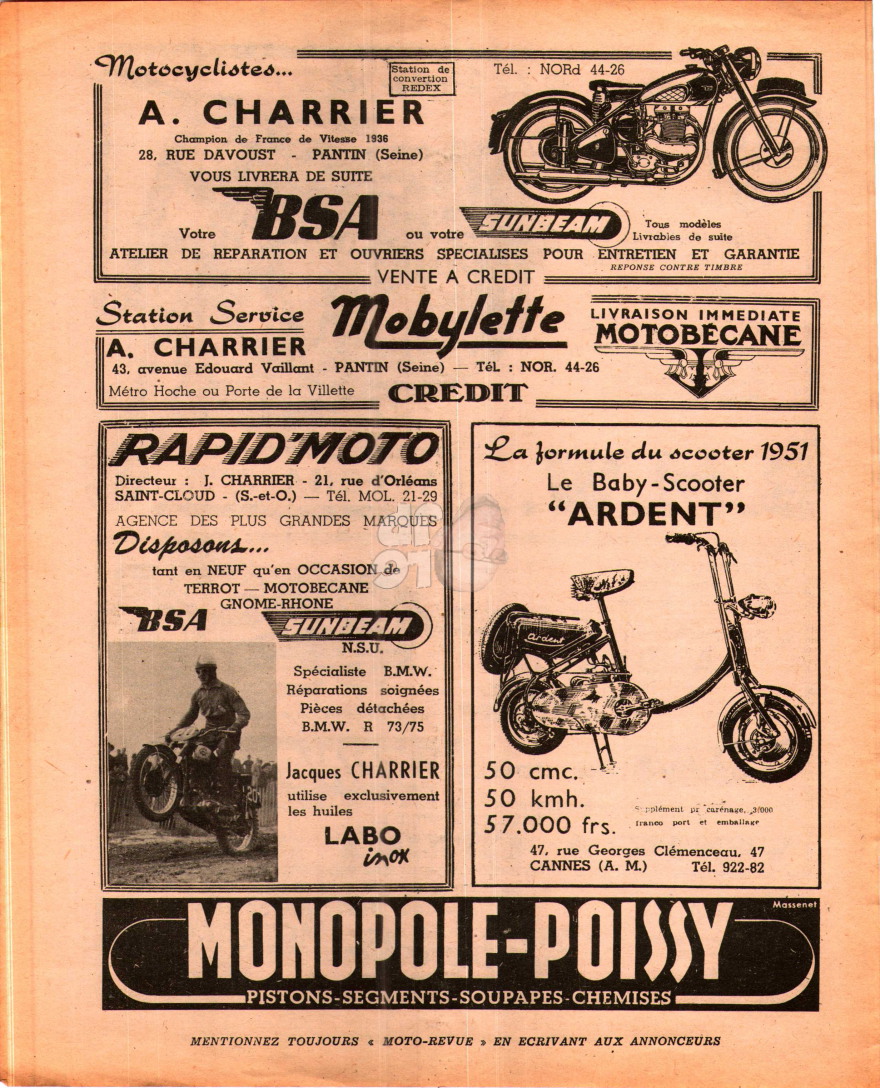 Motocyclistes...
Station de
convertion
REDEX
Tél. : NORd 44-26
A. CHARRIER
Champion de France de Vitesse 1936
28, RUE DAVOUST - PANTIN (Seine)
VOUS LIVRERA DE SUITE
Votre BSA ou votre SUNBEAM
Tous modèles
Livrables de suite
ATELIER DE REPARATION ET OUVRIERS SPECIALISES POUR ENTRETIEN ET GARANTIE
REPONSE CONTRE TIMBRE
VENTE A CREDIT
Station Service
Mobylette
LIVRAISON IMMEDIATE
MOTOBÉCANE
A. CHARRIER
43, avenue Edouard Vaillant - PANTIN (Seine) — Tél. : NOR. 44-26
Métro Hoche ou Porte de la Villette
CREDIT
RAPID'MOTO
Directeur : J. CHARRIER - 21, rue d'Orléans
SAINT-CLOUD - (S.-et-O.) — Tél. MOL. 21-29
AGENCE DES PLUS GRANDES MARQUES
Disposons...
tant en NEUF qu'en OCCASION de
TERROT — MOTOBECANE
GNOME-RHONE
BSA SUNBEAM
N.S.U.
Spécialiste B.M.W.
Réparations soignées
Pièces détachées
B.M.W. R 73/75
Jacques CHARRIER
utilise exclusivement
les huiles
LABO
inox
La formule du scooter 1951
Le Baby-Scooter
"ARDENT"
ardent
50 cmc.
50 kmh.
57.000 frs.
Supplément pr carénage, 3.000
franco port et emballage
47, rue Georges Clémenceau, 47
CANNES (A. M.) Tél. 922-82
Massenet
MONOPOLE-POISSY
PISTONS-SEGMENTS-SOUPAPES-CHEMISES
MENTIONNEZ TOUJOURS « MOTO-REVUE » EN ECRIVANT AUX ANNONCEURS